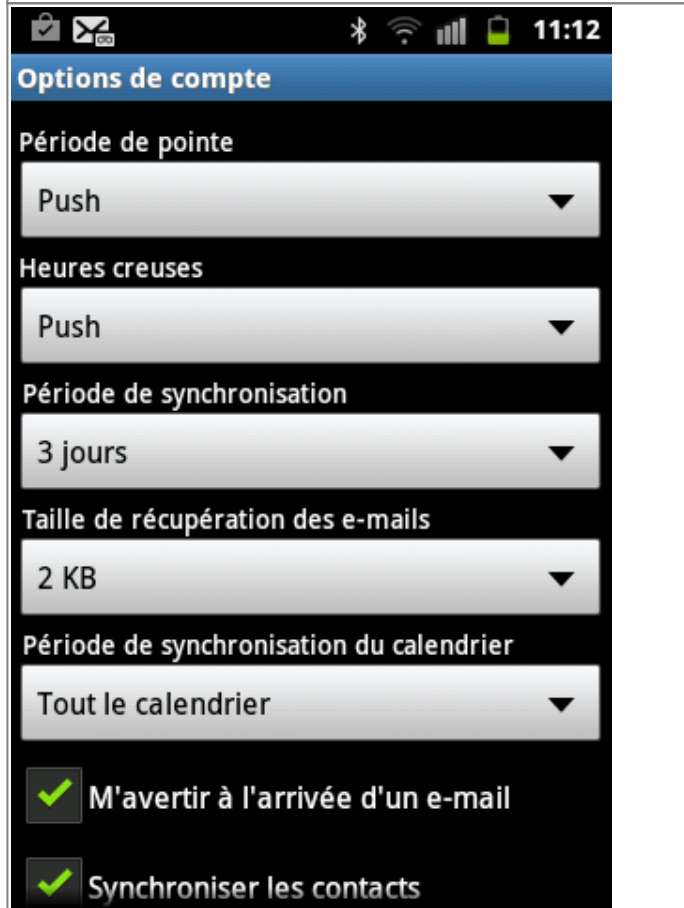 11:12
Options de compte
Période de pointe
Push
Heures creuses
Push
Période de synchronisation
3 jours
Taille de récupération des e-mails
2 KB
Période de synchronisation du calendrier
Tout le calendrier
M'avertir à l'arrivée d'un e-mail
Synchroniser les contacts